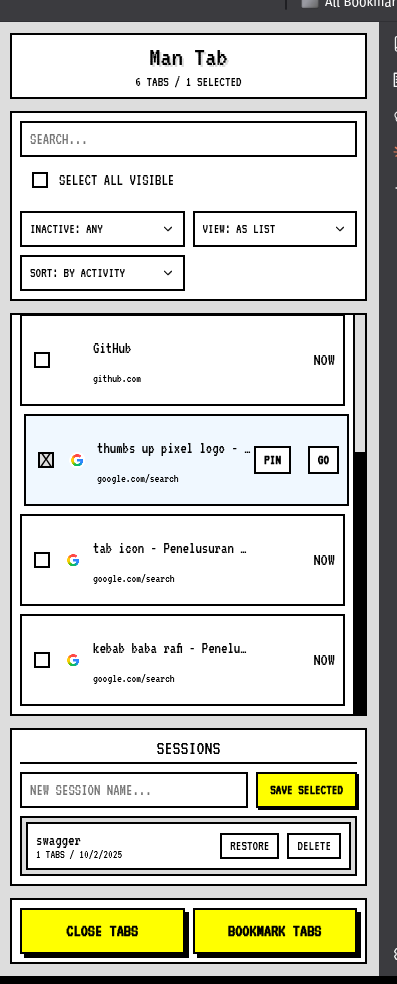 All Bookmar
Man Tab
6 TABS / 1 SELECTED
SEARCH...
SELECT ALL VISIBLE
INACTIVE: ANY
VIEW: AS LIST
SORT: BY ACTIVITY
GitHub
NOW
github.com
thumbs up pixel logo - …
PIN
GO
google.com/search
tab icon - Penelusuran …
NOW
google.com/search
kebab baba rafi - Penelu…
NOW
google.com/search
SESSIONS
NEW SESSION NAME...
SAVE SELECTED
swagger
1 TABS / 10/2/2025
RESTORE
DELETE
CLOSE TABS
BOOKMARK TABS